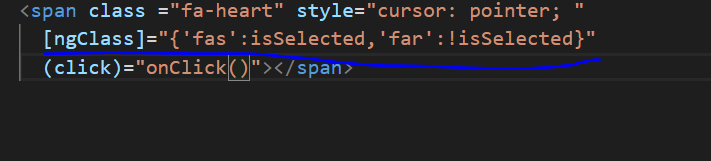 <span class ="fa-heart" style="cursor: pointer; "
[ngClass]="{'fas':isSelected,'far':!isSelected}"
(click)="onClick()"></span>